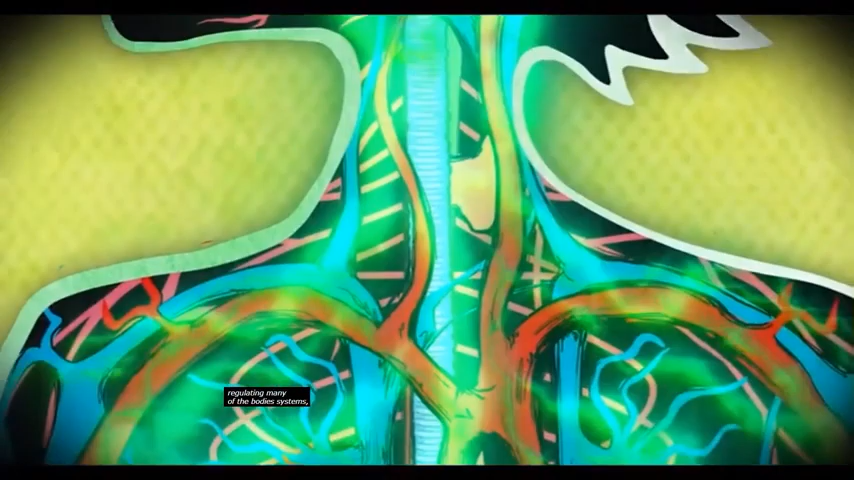 regulating many
of the bodies systems,